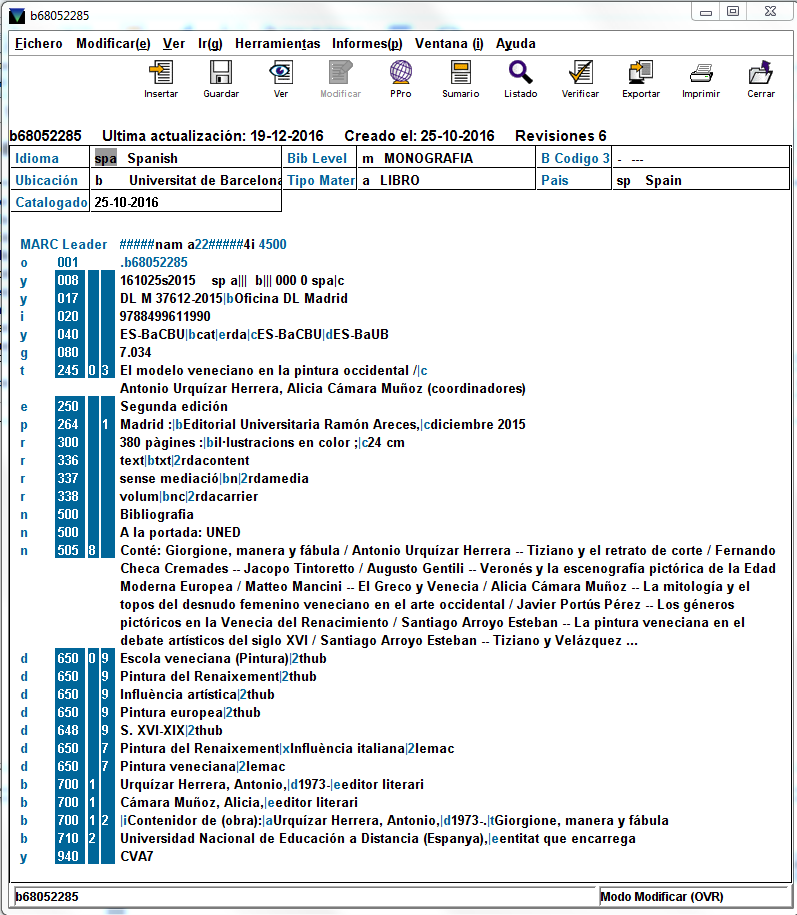 b68052285
Fichero Modificar(e) Ver Ir(g) Herramientas Informes(p) Ventana (i) Ayuda
Insertar Guardar Ver Modificar PPro Sumario Listado Verificar Exportar Imprimir Cerrar
b68052285 Ultima actualización: 19-12-2016 Creado el: 25-10-2016 Revisiones 6
Idioma spa Spanish Bib Level m MONOGRAFIA B Codigo 3 - ---
Ubicación b Universitat de Barcelona Tipo Mater a LIBRO Pais sp Spain
Catalogado 25-10-2016
MARC Leader #####nam a22#####4i 4500
o 001 .b68052285
y 008 161025s2015 sp a||| b||| 000 0 spa|c
y 017 DL M 37612-2015|bOficina DL Madrid
i 020 9788499611990
y 040 ES-BaCBU|bcat|erda|cES-BaCBU|dES-BaUB
g 080 7.034
t 245 0 3 El modelo veneciano en la pintura occidental /|c
Antonio Urquízar Herrera, Alicia Cámara Muñoz (coordinadores)
e 250 Segunda edición
p 264 1 Madrid :|bEditorial Universitaria Ramón Areces,|cdiciembre 2015
r 300 380 pàgines :|bil·lustracions en color ;|c24 cm
r 336 text|btxt|2rdacontent
r 337 sense mediació|bn|2rdamedia
r 338 volum|bnc|2rdacarrier
n 500 Bibliografia
n 500 A la portada: UNED
n 505 8 Conté: Giorgione, manera y fábula / Antonio Urquízar Herrera -- Tiziano y el retrato de corte / Fernando
Checa Cremades -- Jacopo Tintoretto / Augusto Gentili -- Veronés y la escenografía pictórica de la Edad
Moderna Europea / Matteo Mancini -- El Greco y Venecia / Alicia Cámara Muñoz -- La mitología y el
topos del desnudo femenino veneciano en el arte occidental / Javier Portús Pérez -- Los géneros
pictóricos en la Venecia del Renacimiento / Santiago Arroyo Esteban -- La pintura veneciana en el
debate artísticos del siglo XVI / Santiago Arroyo Esteban -- Tiziano y Velázquez ...
d 650 0 9 Escola veneciana (Pintura)|2thub
d 650 9 Pintura del Renaixement|2thub
d 650 9 Influència artística|2thub
d 650 9 Pintura europea|2thub
d 648 9 S. XVI-XIX|2thub
d 650 7 Pintura del Renaixement|xInfluència italiana|2lemac
d 650 7 Pintura veneciana|2lemac
b 700 1 Urquízar Herrera, Antonio,|d1973-|eeditor literari
b 700 1 Cámara Muñoz, Alicia,|eeditor literari
b 700 1 2 |iContenidor de (obra):|aUrquízar Herrera, Antonio,|d1973-.|tGiorgione, manera y fábula
b 710 2 Universidad Nacional de Educación a Distancia (Espanya),|eentitat que encarrega
y 940 CVA7
b68052285 Modo Modificar (OVR)